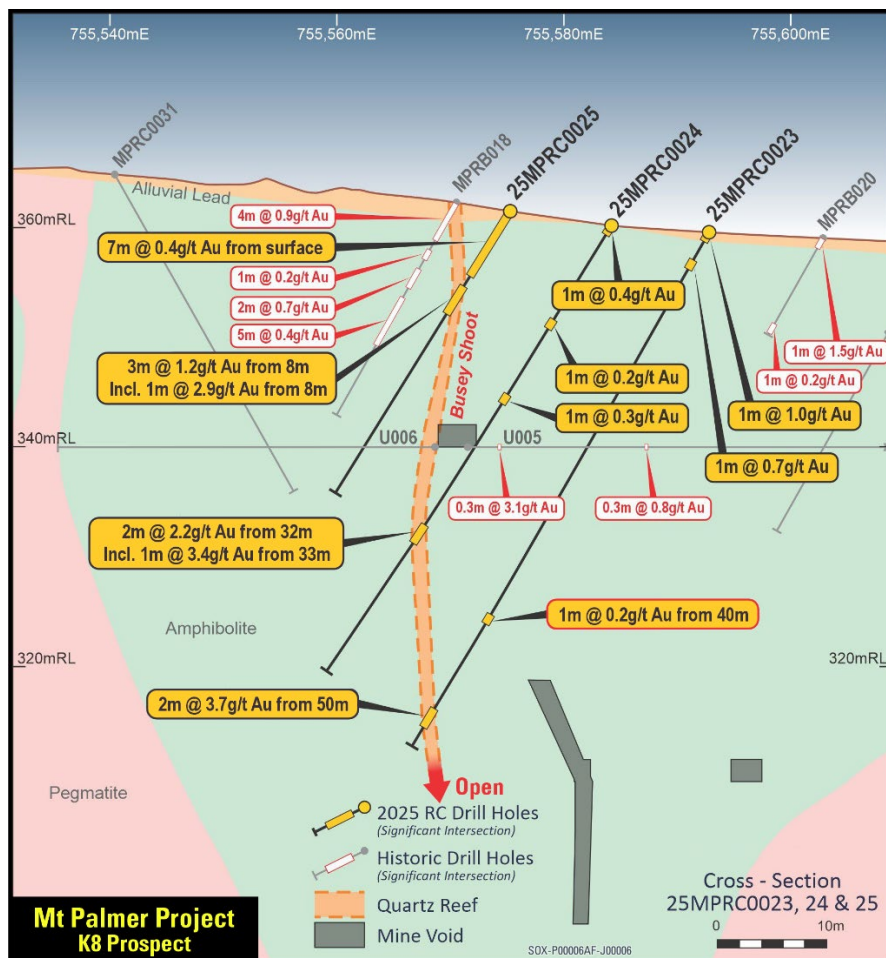 755,540mE
755,560mE
755,580mE
755,600mE
MPRC0031
MPRB018
25MPRC0025
25MPRC0024
25MPRC0023
MPRB020
Alluvial Lead
360mRL
4m @ 0.9g/t Au
7m @ 0.4g/t Au from surface
1m @ 0.2g/t Au
2m @ 0.7g/t Au
5m @ 0.4g/t Au
3m @ 1.2g/t Au from 8m
Incl. 1m @ 2.9g/t Au from 8m
Busey Shoot
1m @ 0.4g/t Au
1m @ 0.2g/t Au
1m @ 0.3g/t Au
1m @ 1.5g/t Au
1m @ 0.2g/t Au
1m @ 1.0g/t Au
1m @ 0.7g/t Au
340mRL
U006
U005
0.3m @ 3.1g/t Au
0.3m @ 0.8g/t Au
2m @ 2.2g/t Au from 32m
Incl. 1m @ 3.4g/t Au from 33m
1m @ 0.2g/t Au from 40m
Amphibolite
320mRL
320mRL
2m @ 3.7g/t Au from 50m
Pegmatite
Open
2025 RC Drill Holes
(Significant Intersection)
Historic Drill Holes
(Significant Intersection)
Quartz Reef
Mine Void
Cross - Section
25MPRC0023, 24 & 25
0
10m
Mt Palmer Project
K8 Prospect
SOX-P00006AF-J00006